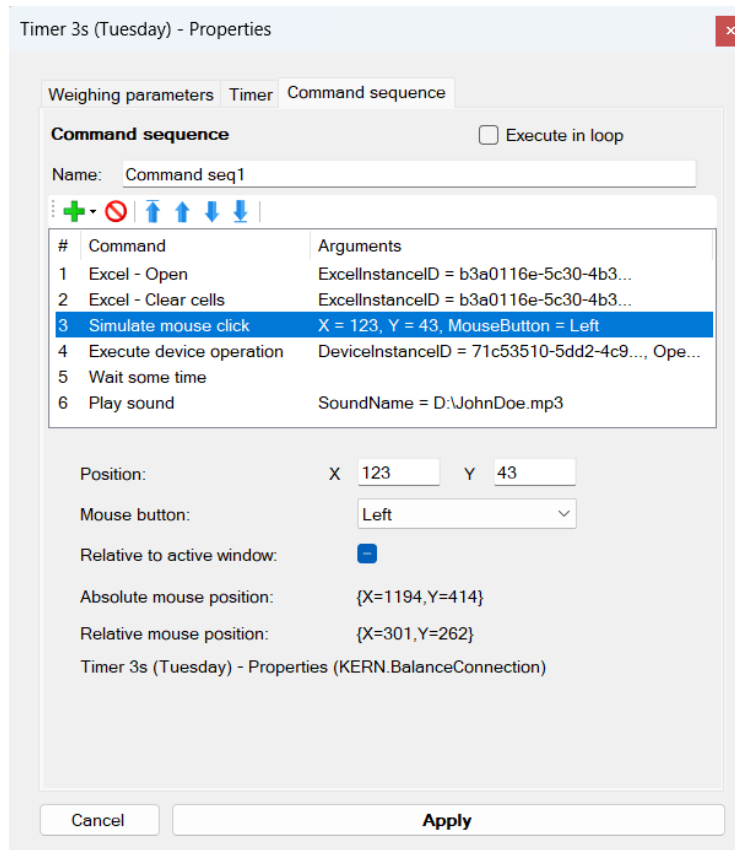 Timer 3s (Tuesday) - Properties
Weighing parameters Timer Command sequence
Command sequence Execute in loop
Name: Command seq1
# Command Arguments
1 Excel - Open ExcelInstanceID = b3a0116e-5c30-4b3...
2 Excel - Clear cells ExcelInstanceID = b3a0116e-5c30-4b3...
3 Simulate mouse click X = 123, Y = 43, MouseButton = Left
4 Execute device operation DeviceInstanceID = 71c53510-5dd2-4c9..., Ope...
5 Wait some time
6 Play sound SoundName = D:\JohnDoe.mp3
Position: X 123 Y 43
Mouse button: Left
Relative to active window:
Absolute mouse position: {X=1194,Y=414}
Relative mouse position: {X=301,Y=262}
Timer 3s (Tuesday) - Properties (KERN.BalanceConnection)
Cancel Apply